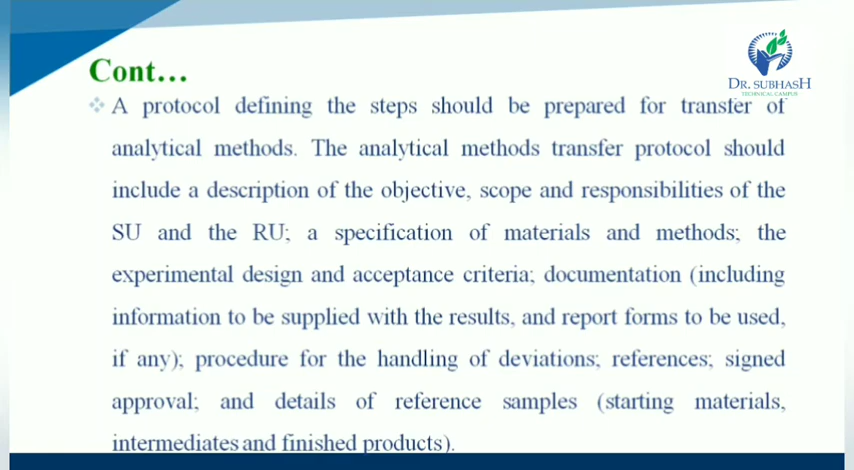 DR. SUBHASH
TECHNICAL CAMPUS
Cont...
A protocol defining the steps should be prepared for transfer of
analytical methods. The analytical methods transfer protocol should
include a description of the objective, scope and responsibilities of the
SU and the RU; a specification of materials and methods; the
experimental design and acceptance criteria; documentation (including
information to be supplied with the results, and report forms to be used,
if any); procedure for the handling of deviations; references; signed
approval; and details of reference samples (starting materials,
intermediates and finished products).